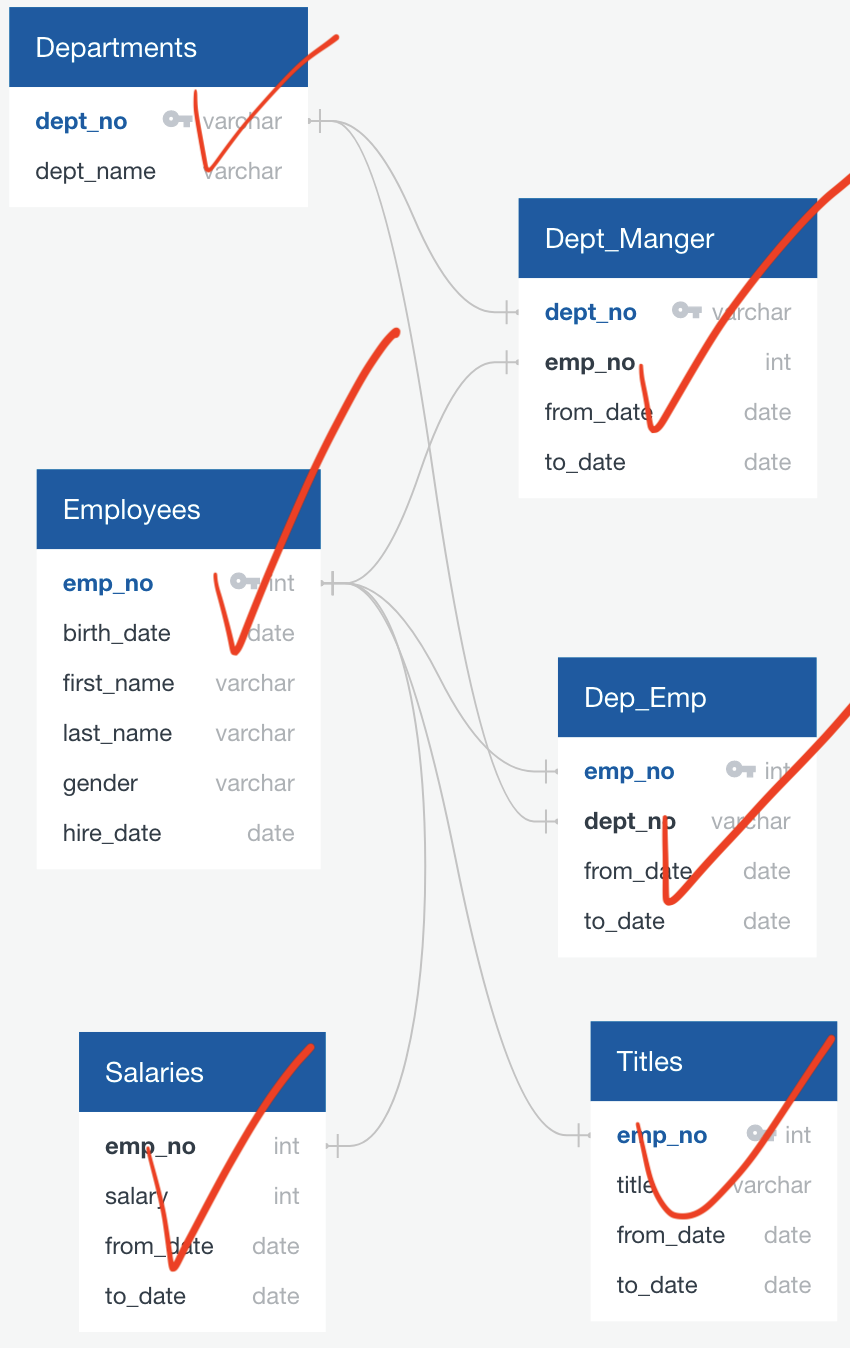 Departments
dept_no varchar
dept_name varchar
Dept_Manger
dept_no varchar
emp_no int
from_date date
to_date date
Employees
emp_no int
birth_date date
first_name varchar
last_name varchar
gender varchar
hire_date date
Dep_Emp
emp_no int
dept_no varchar
from_date date
to_date date
Salaries
emp_no int
salary int
from_date date
to_date date
Titles
emp_no int
title varchar
from_date date
to_date date